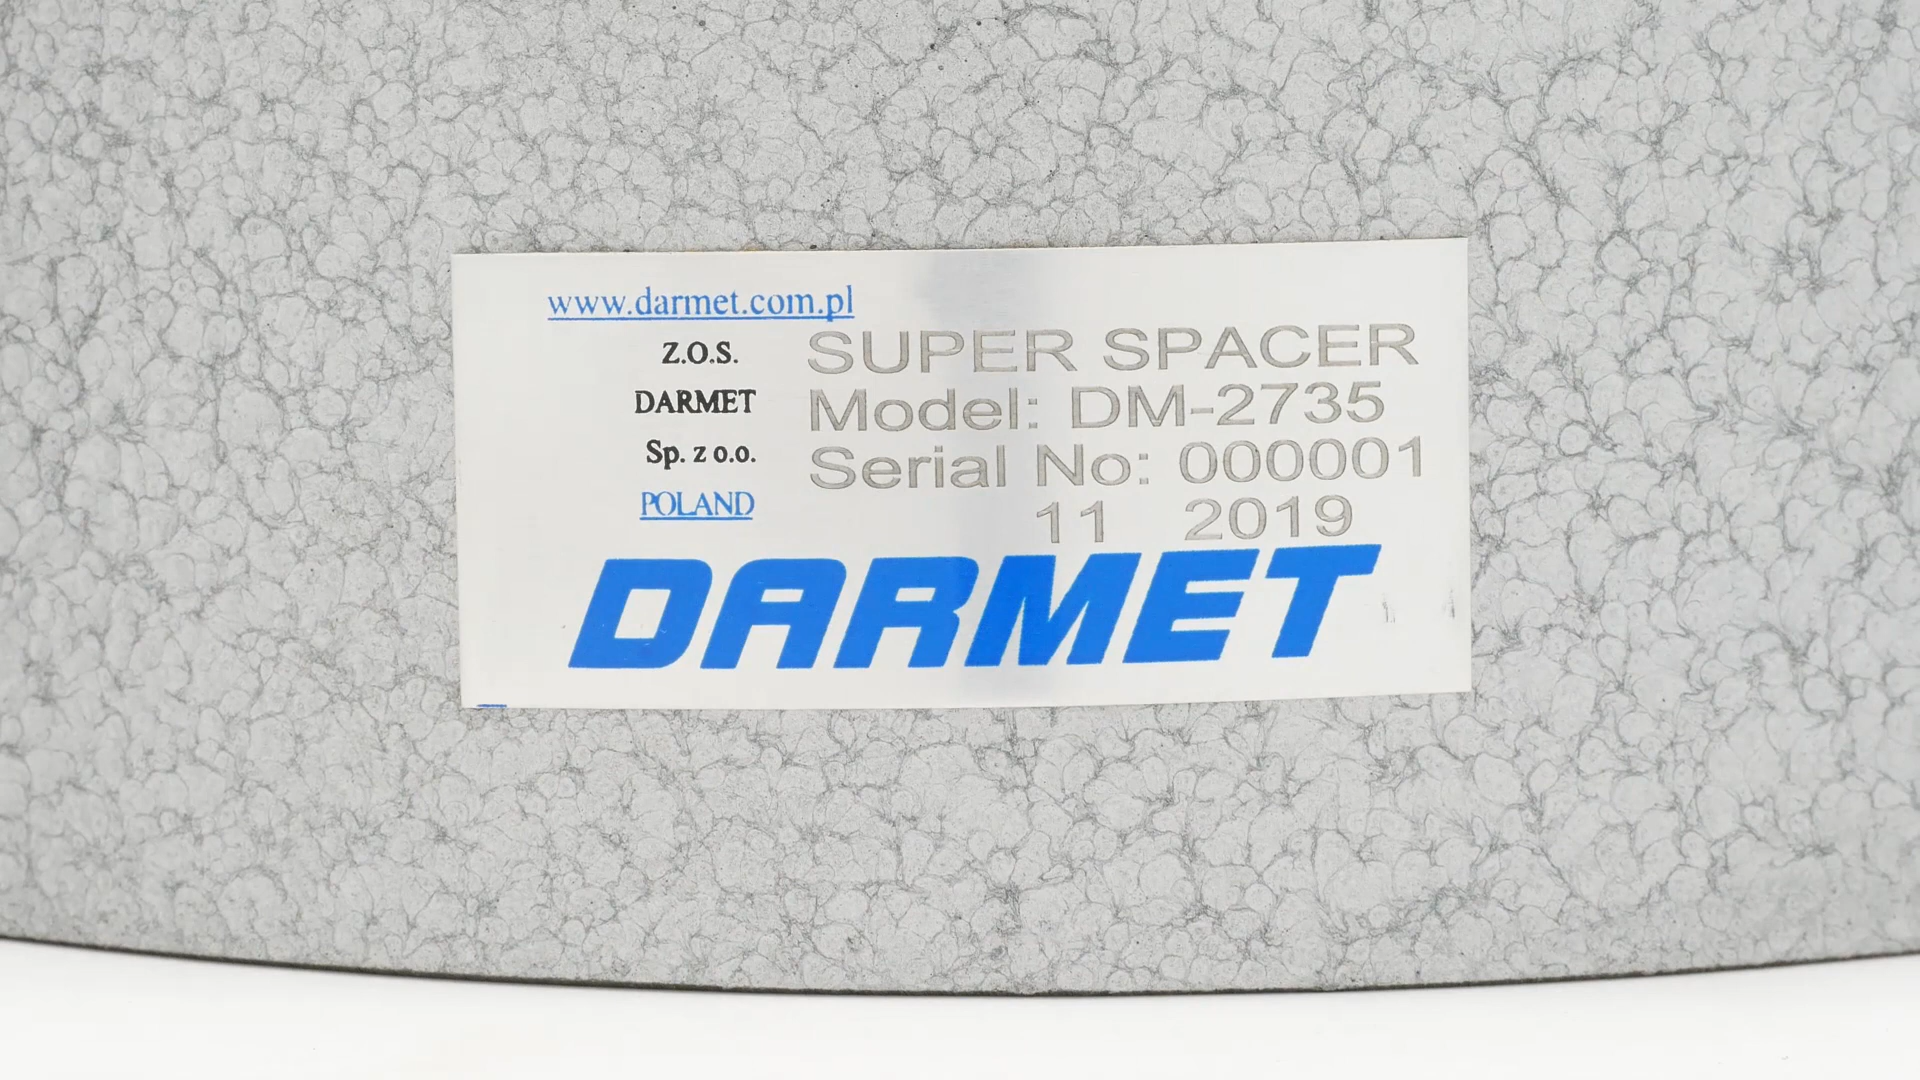 www.darmet.com.pl
Z.O.S.
DARMET
Sp. z o.o.
POLAND
SUPER SPACER
Model: DM-2735
Serial No: 000001
11 2019
DARMET